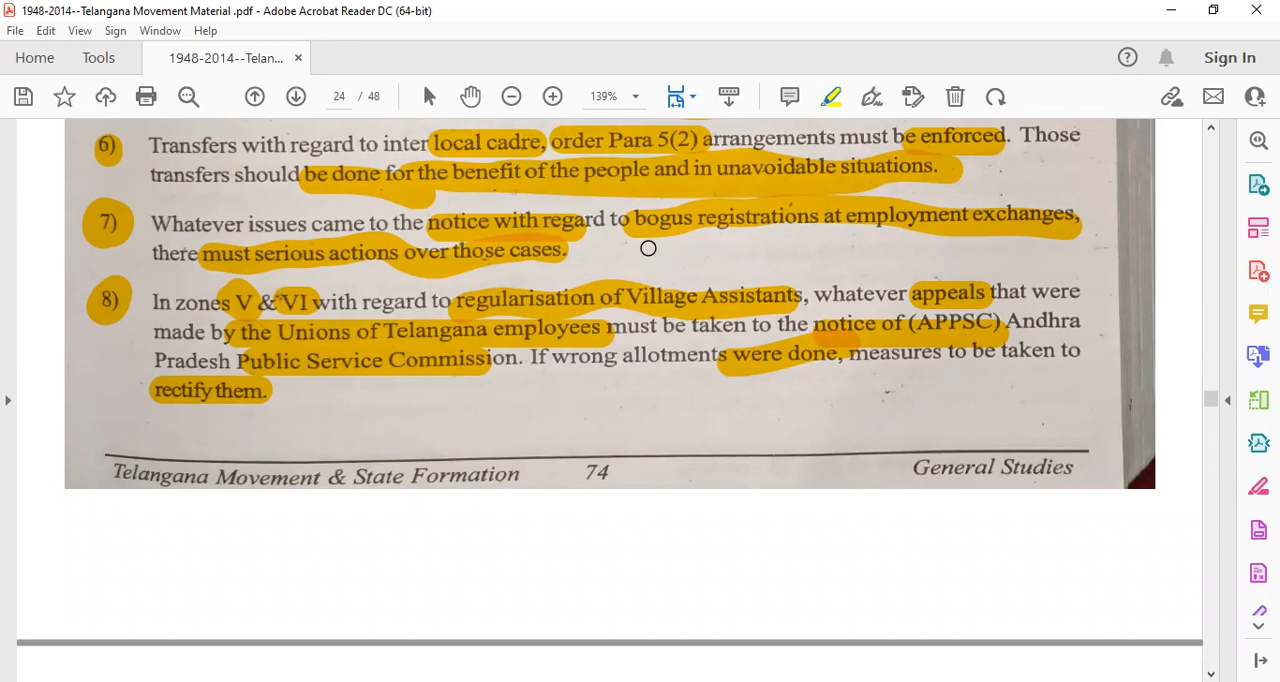 1948-2014--Telangana Movement Material .pdf - Adobe Acrobat Reader DC (64-bit)
File Edit View Sign Window Help
Home Tools 1948-2014--Telan... × Sign In
24 / 48 139%
6) Transfers with regard to inter local cadre, order Para 5(2) arrangements must be enforced. Those
transfers should be done for the benefit of the people and in unavoidable situations.
7) Whatever issues came to the notice with regard to bogus registrations at employment exchanges,
there must serious actions over those cases.
8) In zones V & VI with regard to regularisation of Village Assistants, whatever appeals that were
made by the Unions of Telangana employees must be taken to the notice of (APPSC) Andhra
Pradesh Public Service Commission. If wrong allotments were done, measures to be taken to
rectify them.
Telangana Movement & State Formation 74 General Studies